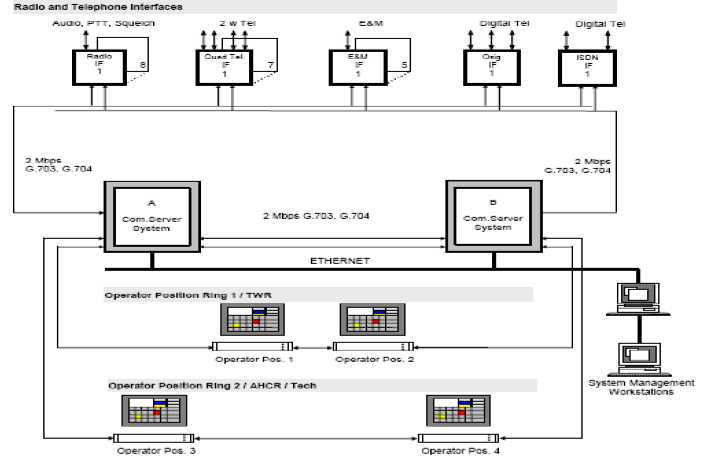 Radio and Telephone Interfaces
Audio, PTT, Squelch
2 w Tel
E&M
Digital Tel
Digital Tel
Radio
IF
1
8
Quad Tel.
IF
1
7
E&M
IF
1
5
Qsig
IF
1
ISDN
IF
1
2 Mbps
G.703, G.704
2 Mbps
G.703, G.704
A
Com.Server
System
2 Mbps G.703, G.704
B
Com.Server
System
ETHERNET
Operator Position Ring 1 / TWR
Operator Pos. 1
Operator Pos. 2
Operator Position Ring 2 / AHCR / Tech
System Management
Workstations
Operator Pos. 3
Operator Pos. 4